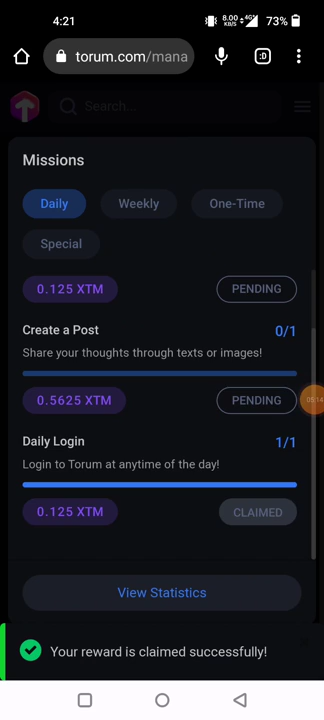 4:21
8.00 KB/S 4G 73%
torum.com/mana :D
Search...
Missions
Daily Weekly One-Time
Special
0.125 XTM PENDING
Create a Post 0/1
Share your thoughts through texts or images!
0.5625 XTM PENDING
05:14
Daily Login 1/1
Login to Torum at anytime of the day!
0.125 XTM CLAIMED
View Statistics
Your reward is claimed successfully!